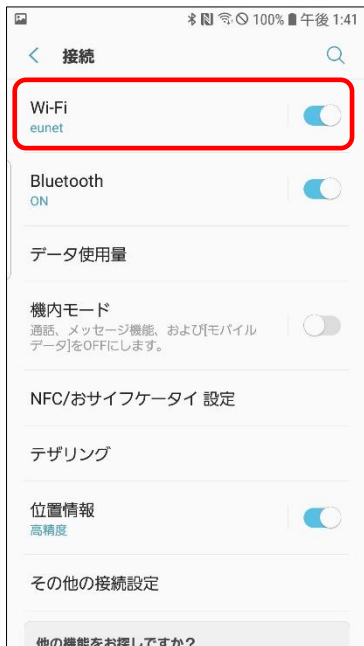 100% 午後 1:41
接続
Wi-Fi
eunet
Bluetooth
ON
データ使用量
機内モード
通話、メッセージ機能、および[モバイル
データ]をOFFにします。
NFC/おサイフケータイ 設定
テザリング
位置情報
高精度
その他の接続設定
他の機能をお探しですか？